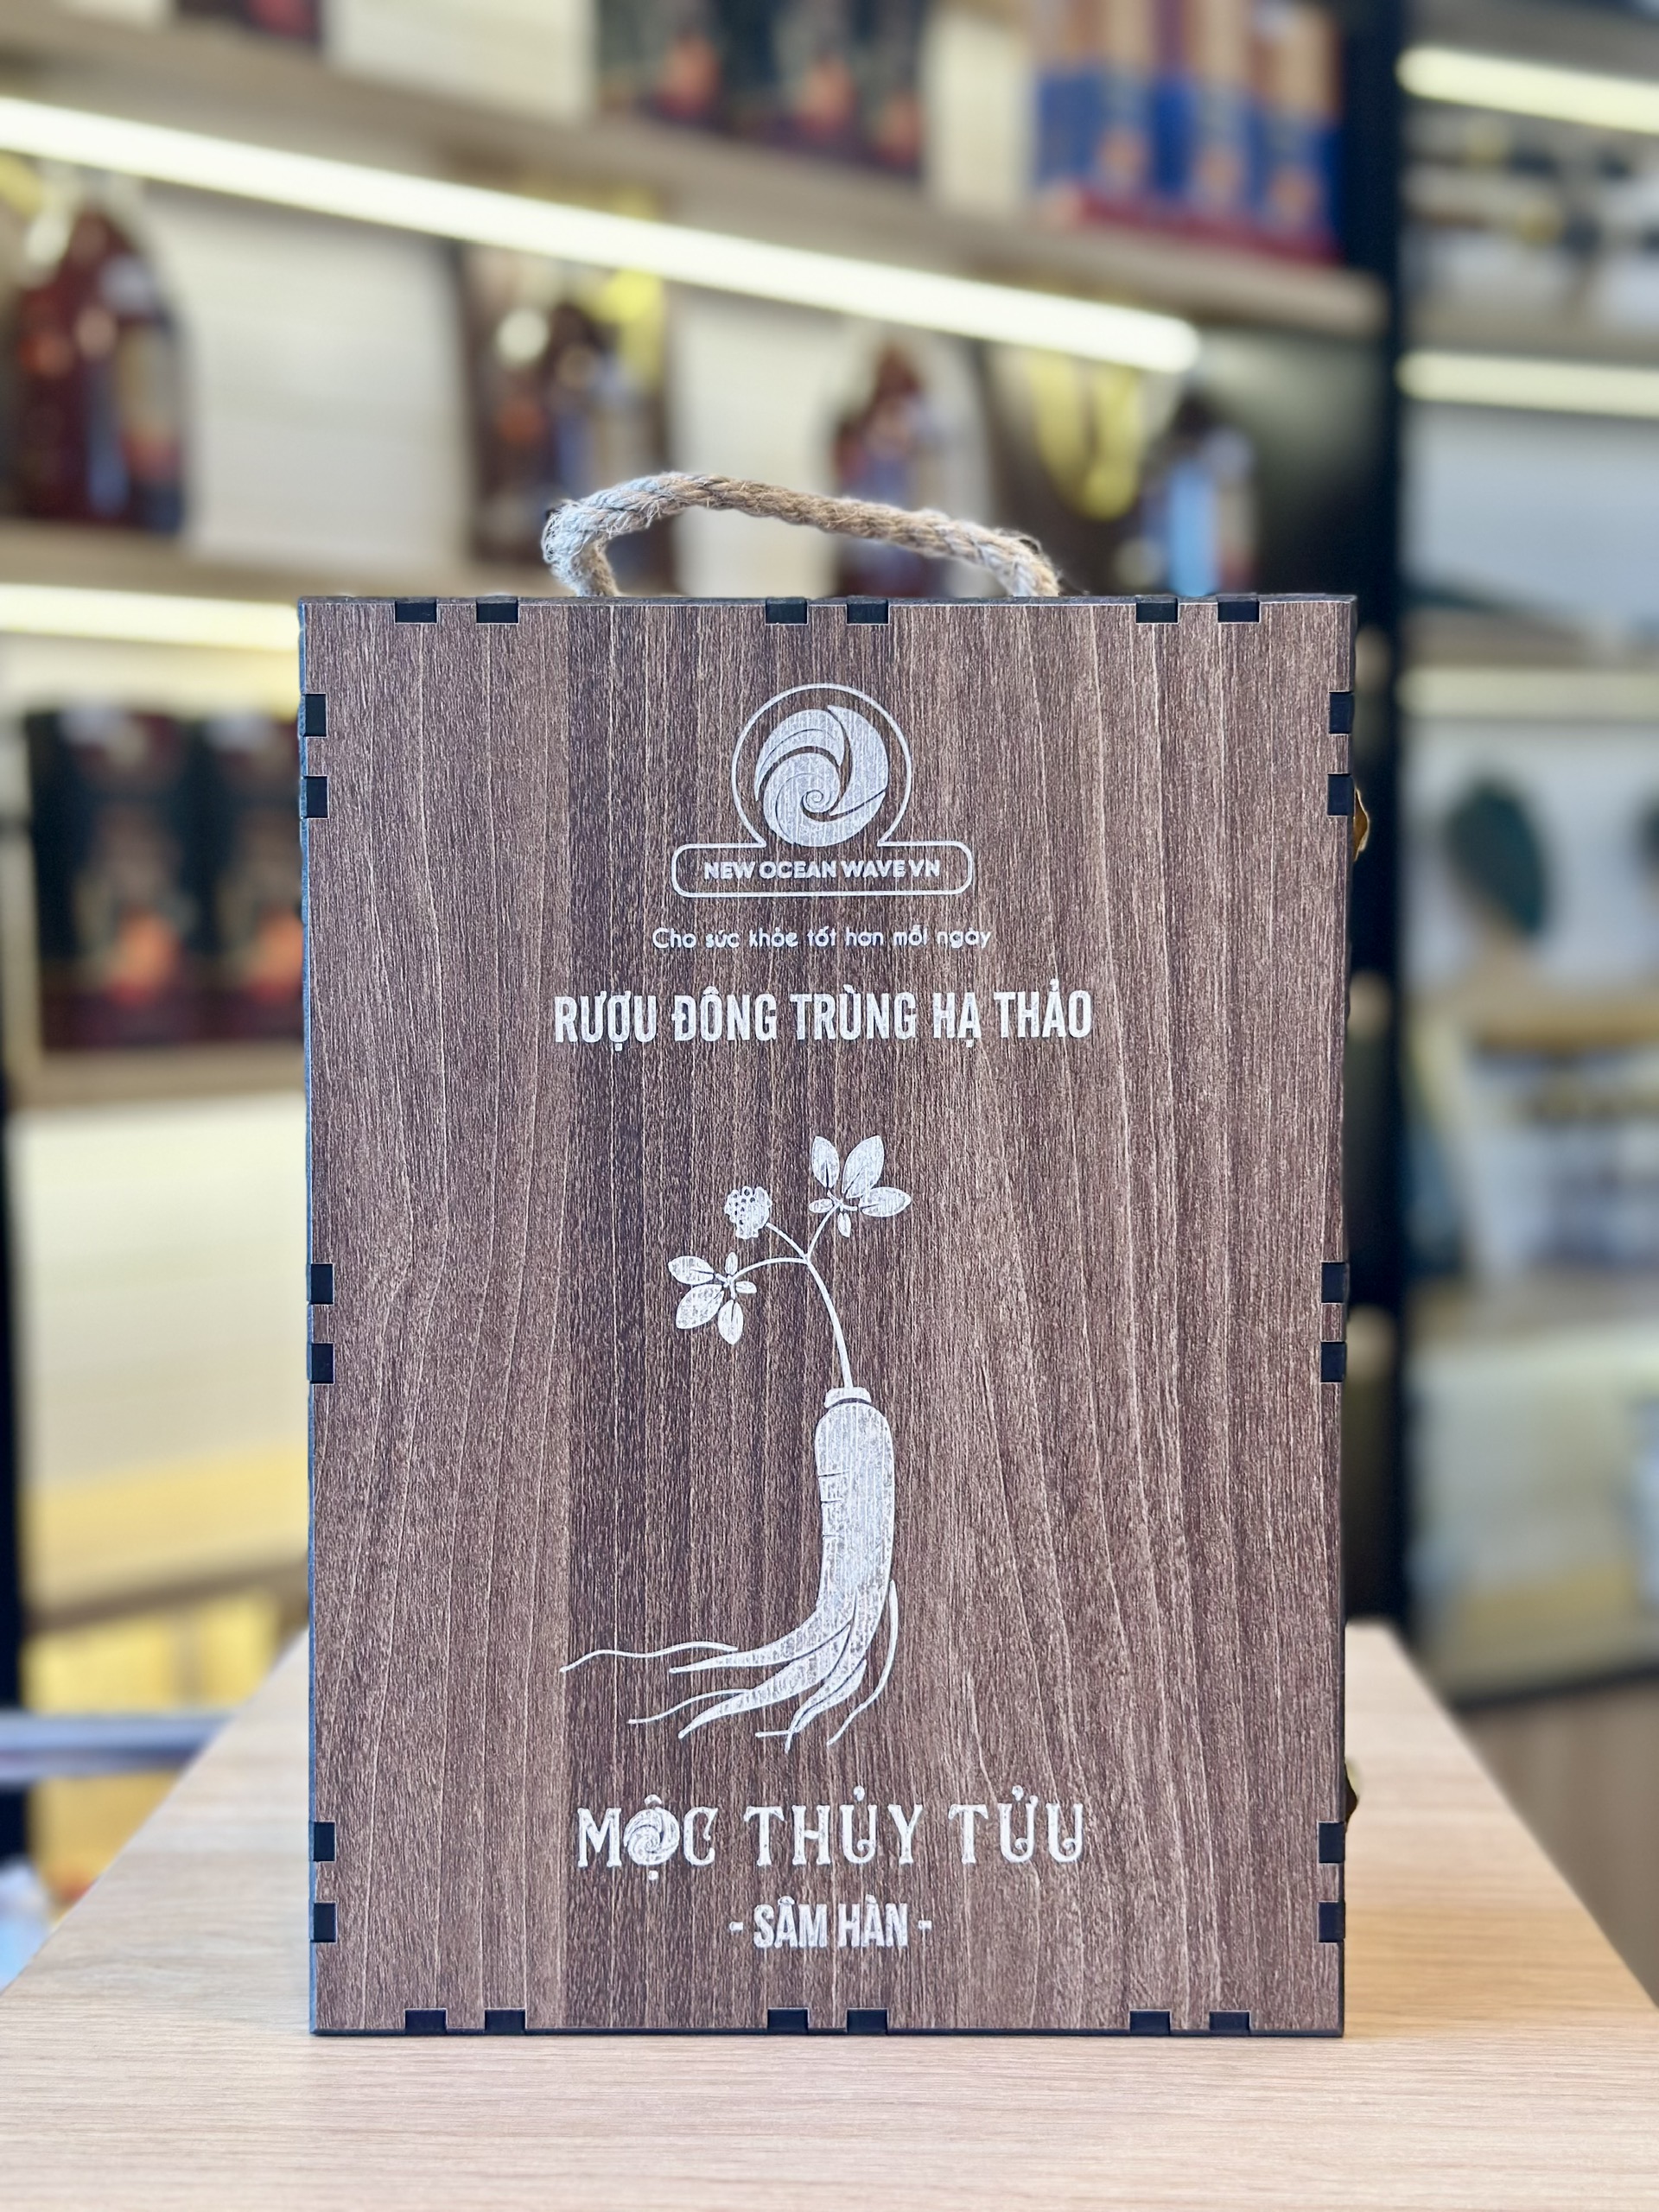 NEW OCEAN WAVE VN
Cho sức khỏe tốt hơn mỗi ngày
RƯỢU ĐÔNG TRÙNG HẠ THẢO
MỘC THỦY TỬU
- SÂM HÀN -